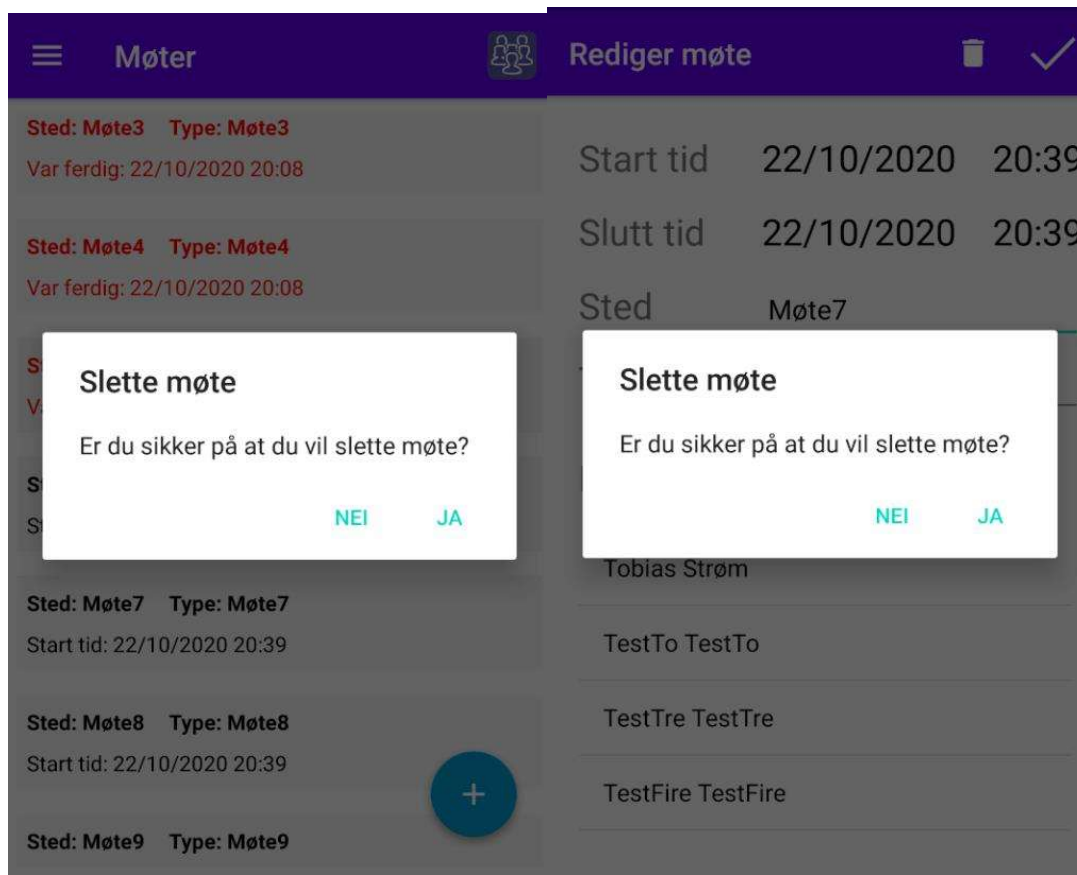 Møter
Sted: Møte3 Type: Møte3
Var ferdig: 22/10/2020 20:08
Sted: Møte4 Type: Møte4
Var ferdig: 22/10/2020 20:08
Slette møte
Er du sikker på at du vil slette møte?
NEI JA
Sted: Møte7 Type: Møte7
Start tid: 22/10/2020 20:39
Sted: Møte8 Type: Møte8
Start tid: 22/10/2020 20:39
Sted: Møte9 Type: Møte9
Rediger møte
Start tid 22/10/2020 20:39
Slutt tid 22/10/2020 20:39
Sted Møte7
Slette møte
Er du sikker på at du vil slette møte?
NEI JA
Tobias Strøm
TestTo TestTo
TestTre TestTre
TestFire TestFire